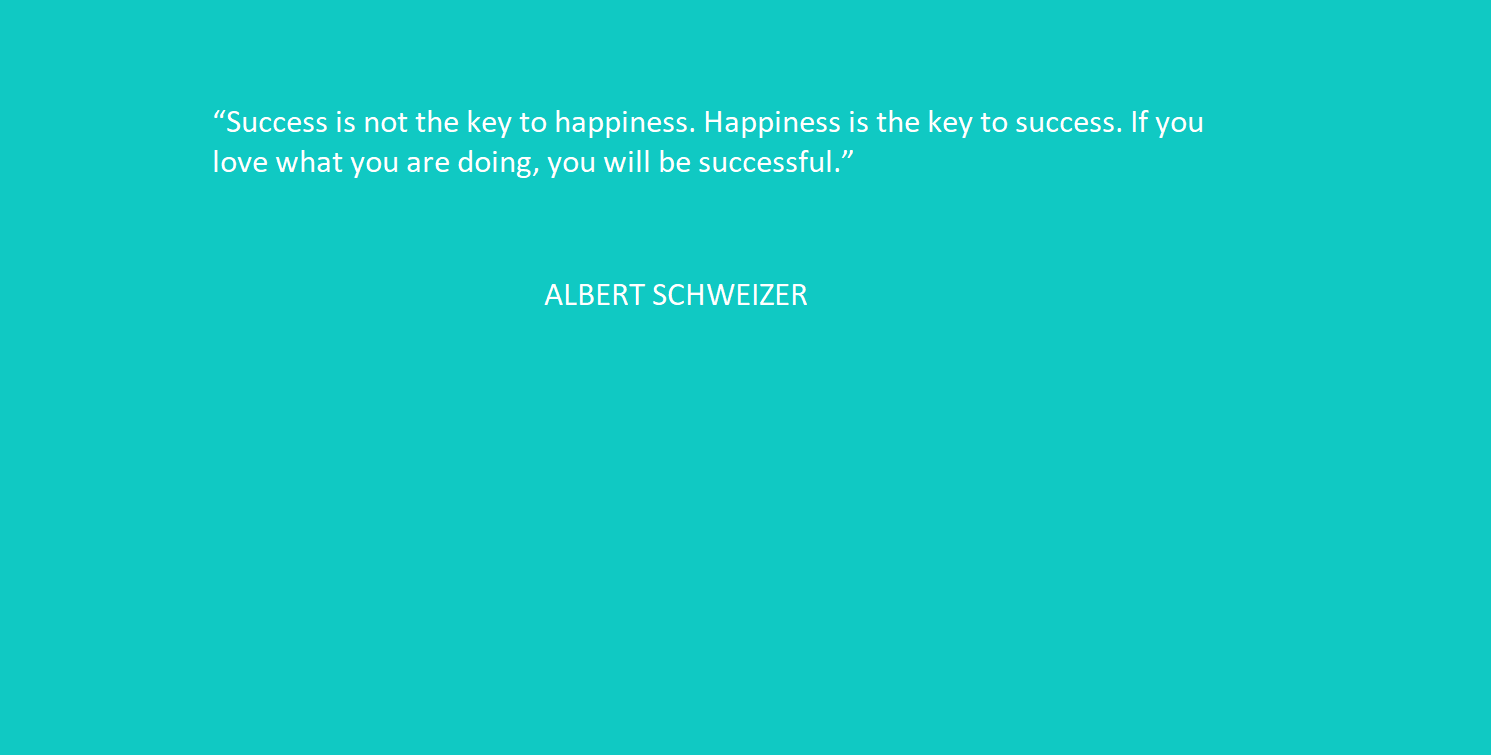 “Success is not the key to happiness. Happiness is the key to success. If you
love what you are doing, you will be successful.”
ALBERT SCHWEIZER